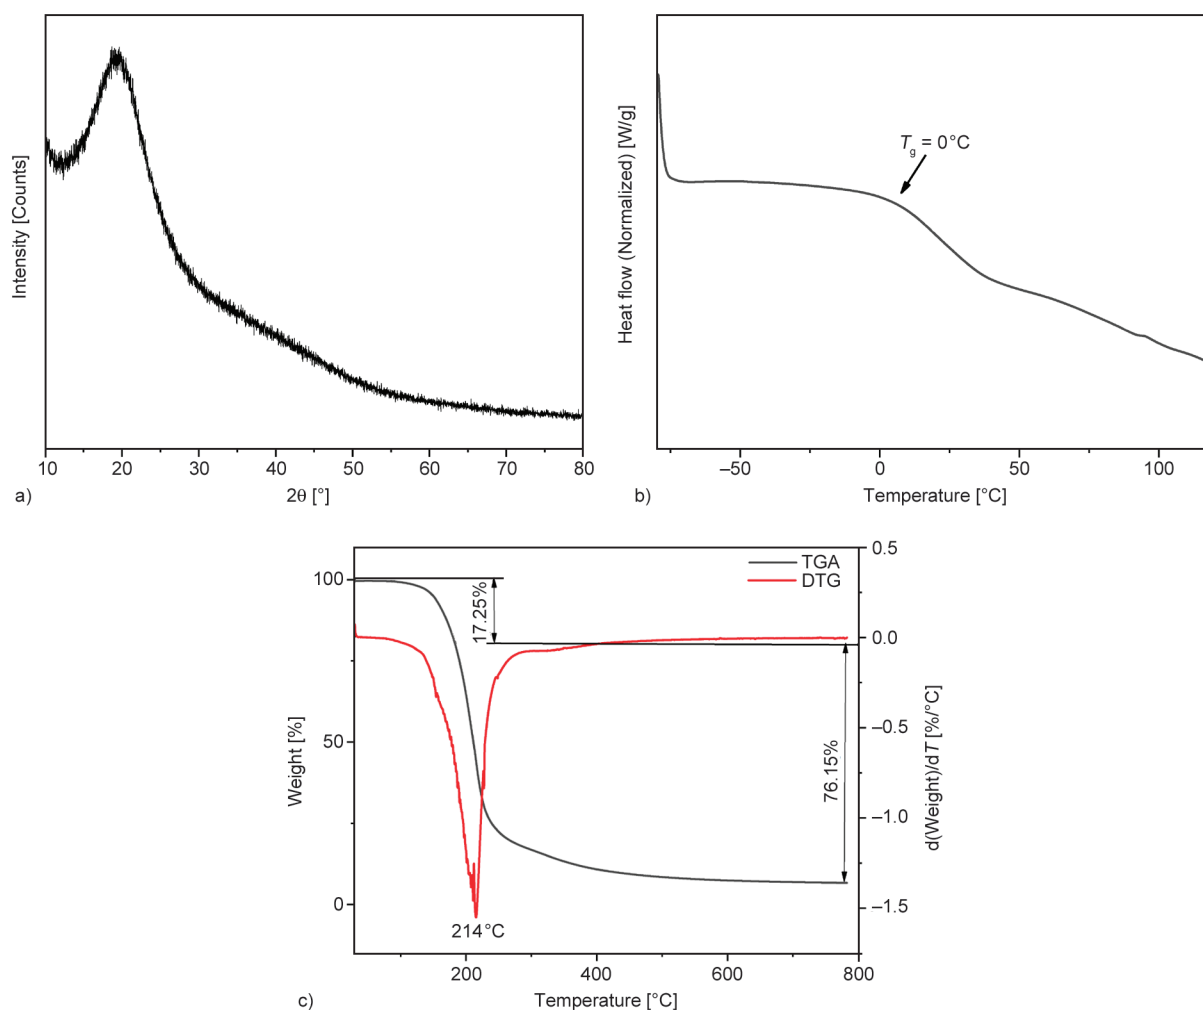 Intensity [Counts]
10 20 30 40 50 60 70 80
2θ [°]
a)
Heat flow (Normalized) [W/g]
Tg = 0°C
–50 0 50 100
Temperature [°C]
b)
TGA
DTG
17.25%
76.15%
214°C
Weight [%]
100
50
0
0.5
0.0
–0.5
–1.0
–1.5
d(Weight)/dT [%/°C]
200 400 600 800
Temperature [°C]
c)